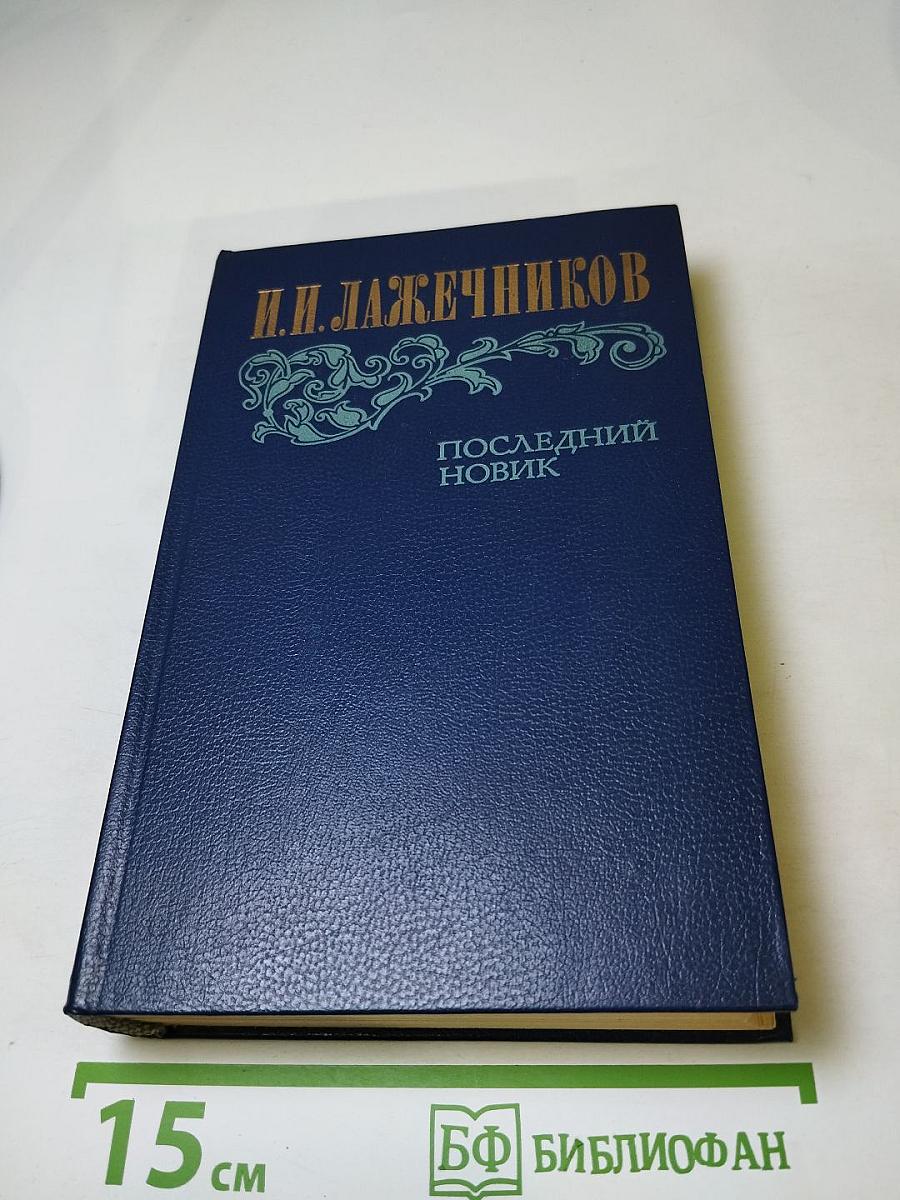 И.И.ЛАЖЕЧНИКОВ
ПОСЛЕДНИЙ
НОВИК
15 см
БФ БИБЛИОФАН